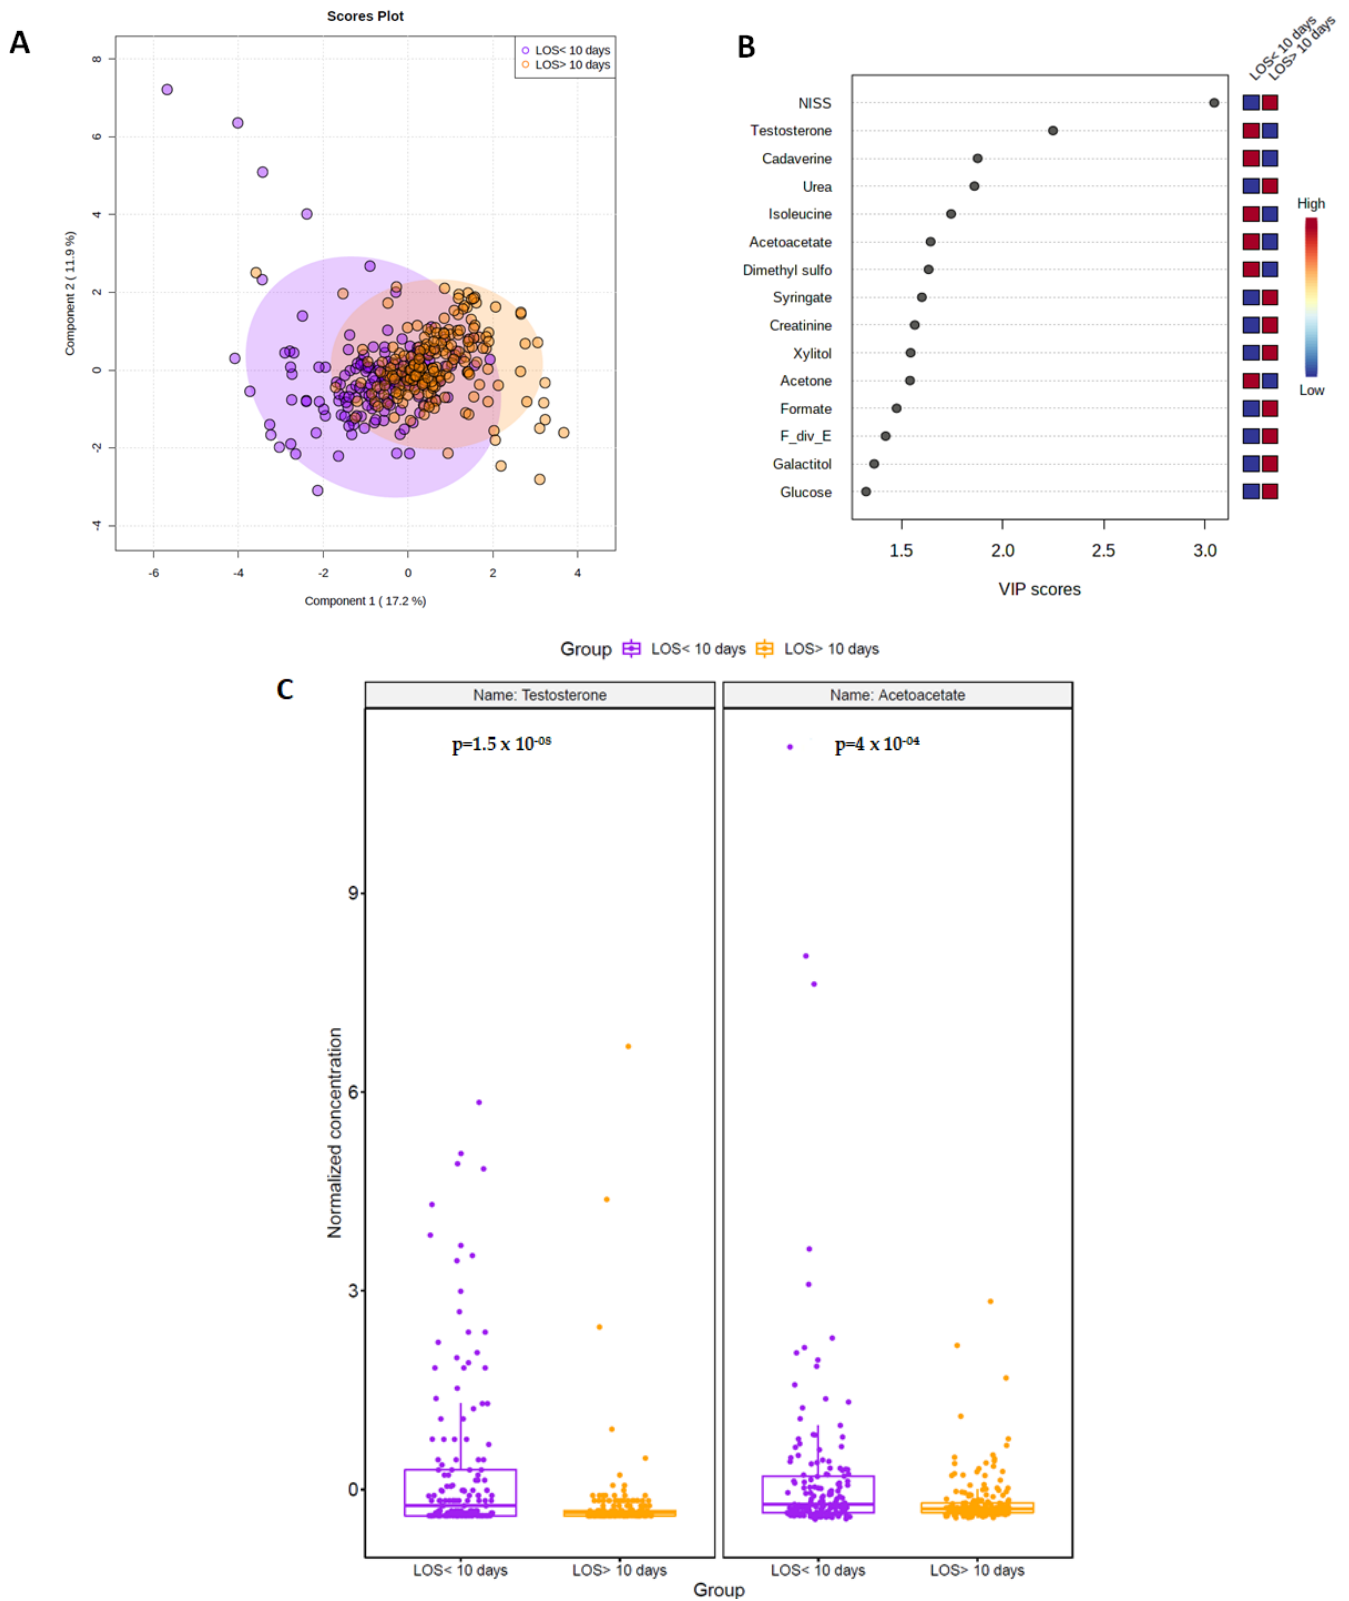 A
Scores Plot
LOS< 10 days
LOS> 10 days
8
6
4
2
0
-2
-4
Component 2 ( 11.9 %)
-6
-4
-2
0
2
4
Component 1 ( 17.2 %)
B
LOS< 10 days
LOS> 10 days
NISS
Testosterone
Cadaverine
Urea
Isoleucine
Acetoacetate
Dimethyl sulfo
Syringate
Creatinine
Xylitol
Acetone
Formate
F_div_E
Galactitol
Glucose
High
Low
1.5
2.0
2.5
3.0
VIP scores
Group LOS< 10 days LOS> 10 days
C
Name: Testosterone
Name: Acetoacetate
p=1.5 x 10-08
p=4 x 10-04
9
6
3
0
Normalized concentration
LOS< 10 days
LOS> 10 days
LOS< 10 days
LOS> 10 days
Group